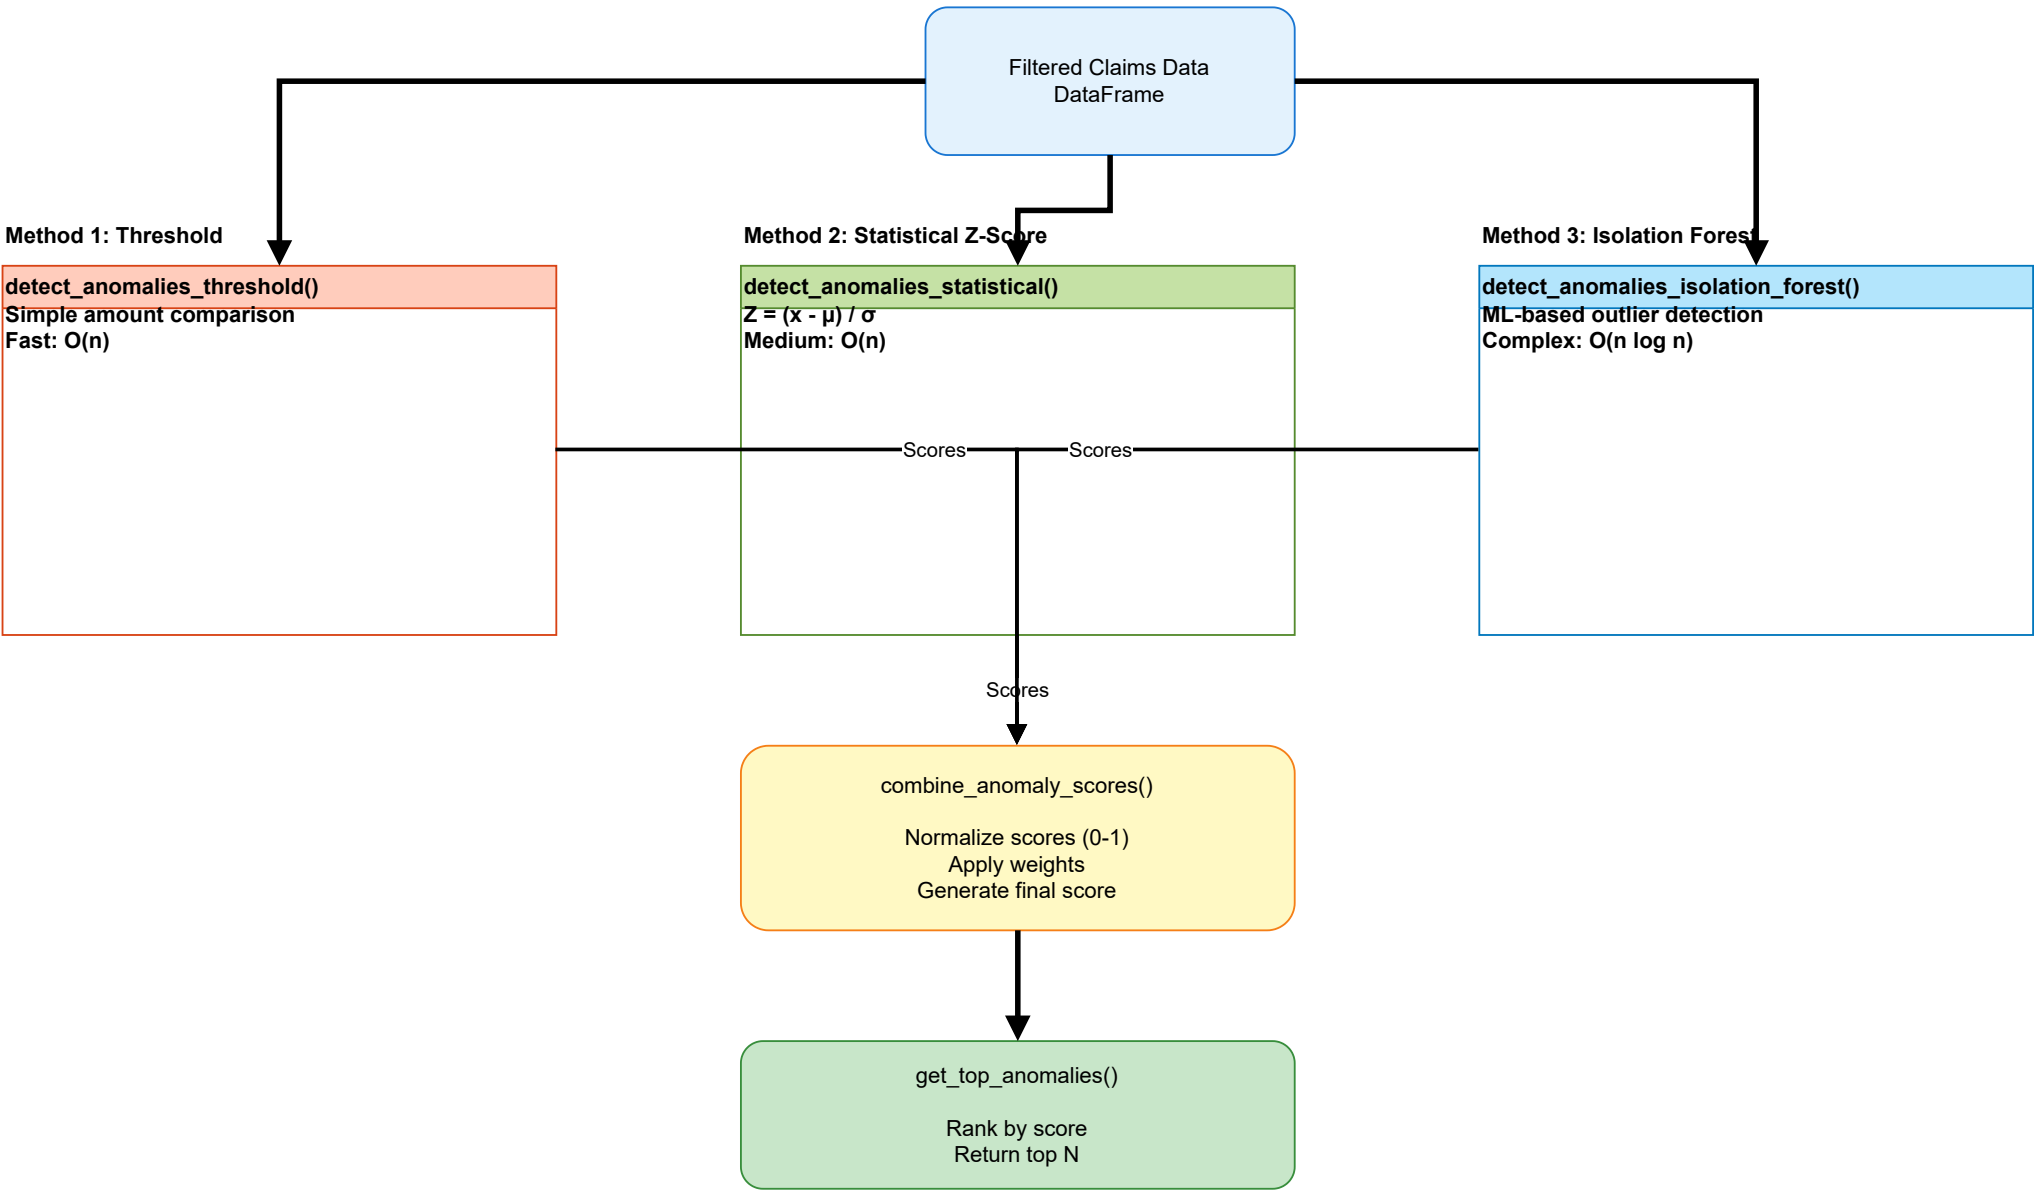 Filtered Claims Data
DataFrame
Method 1: Threshold
detect_anomalies_threshold()
Simple amount comparison
Fast: O(n)
Method 2: Statistical Z-Score
detect_anomalies_statistical()
Z = (x - μ) / σ
Medium: O(n)
Method 3: Isolation Forest
detect_anomalies_isolation_forest()
ML-based outlier detection
Complex: O(n log n)
Scores
Scores
Scores
combine_anomaly_scores()
Normalize scores (0-1)
Apply weights
Generate final score
get_top_anomalies()
Rank by score
Return top N